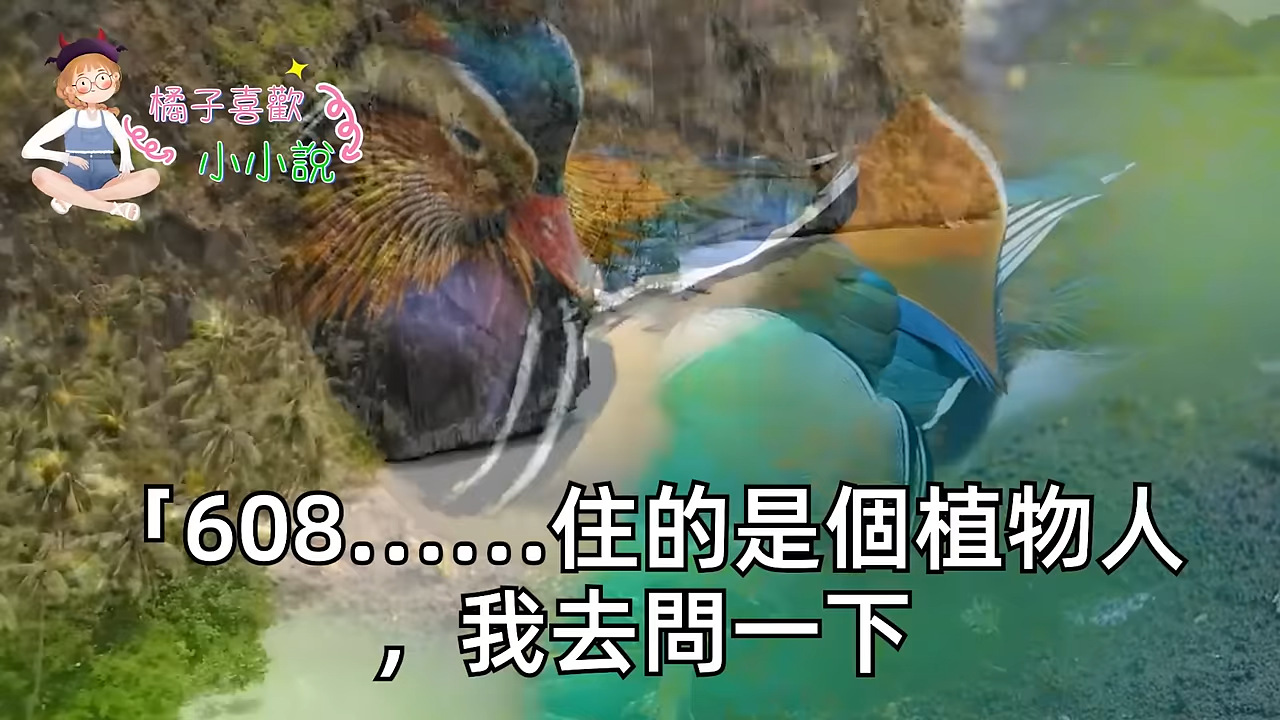 橘子喜歡
小小說
「608......住的是個植物人
，我去問一下